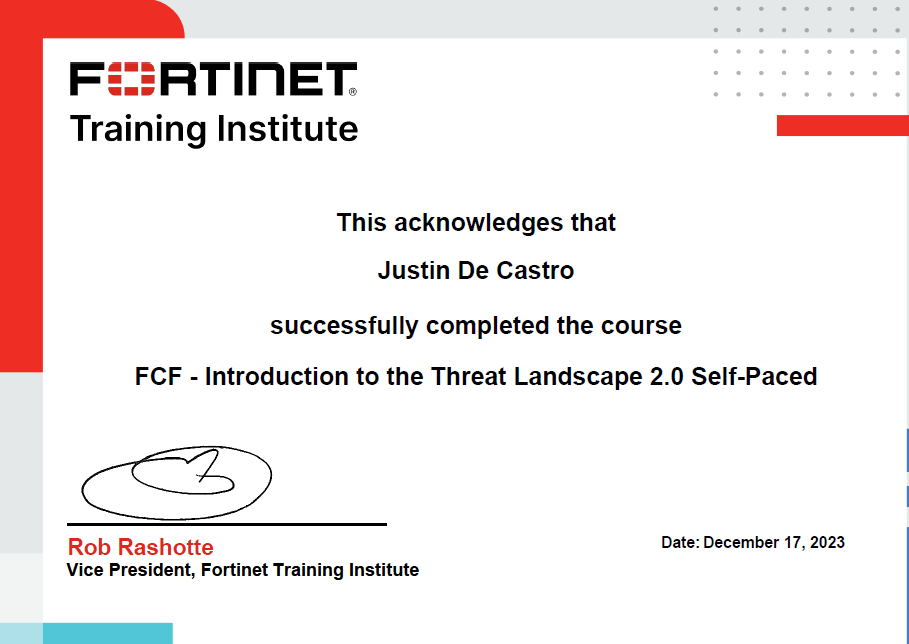 FORTINET®
Training Institute
This acknowledges that
Justin De Castro
successfully completed the course
FCF - Introduction to the Threat Landscape 2.0 Self-Paced
Rob Rashotte
Vice President, Fortinet Training Institute
Date: December 17, 2023